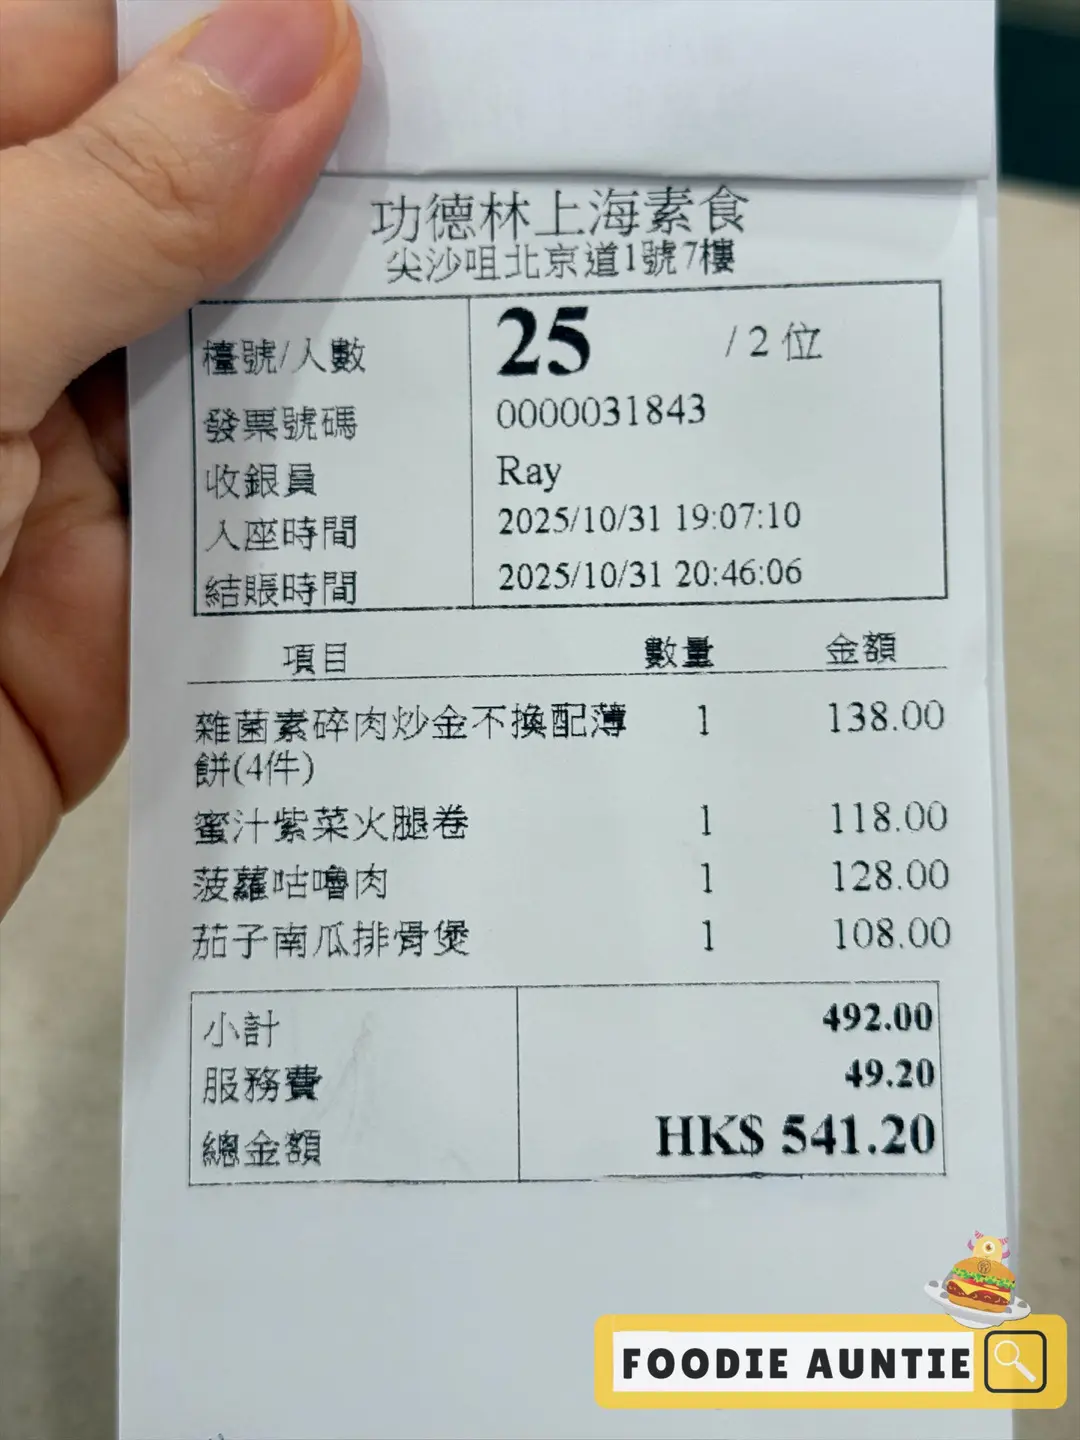 功德林上海素食
尖沙咀北京道1號7樓
檯號/人數 25 / 2 位
發票號碼 0000031843
收銀員 Ray
入座時間 2025/10/31 19:07:10
結賬時間 2025/10/31 20:46:06
項目 數量 金額
雜菌素碎肉炒金不換配薄 1 138.00
餅(4件)
蜜汁紫菜火腿卷 1 118.00
菠蘿咕嚕肉 1 128.00
茄子南瓜排骨煲 1 108.00
小計 492.00
服務費 49.20
總金額 HK$ 541.20
FOODIE AUNTIE